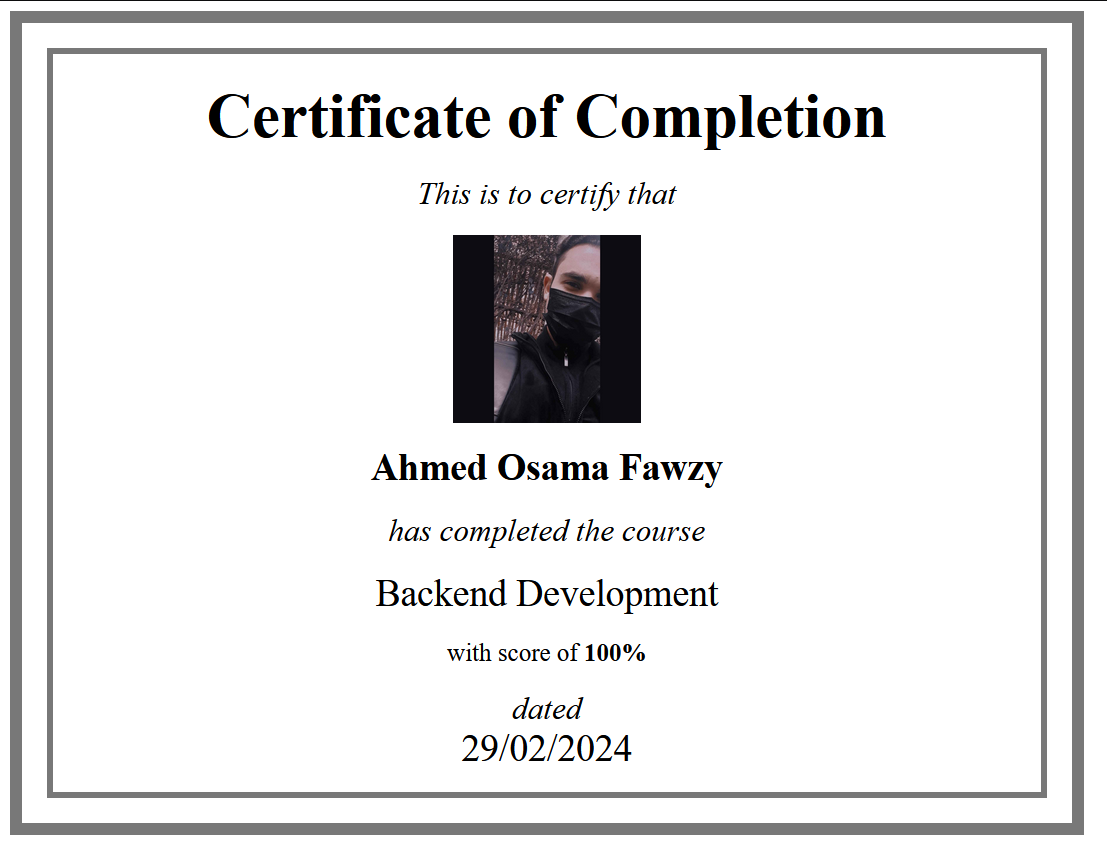 Certificate of Completion
This is to certify that
Ahmed Osama Fawzy
has completed the course
Backend Development
with score of 100%
dated
29/02/2024